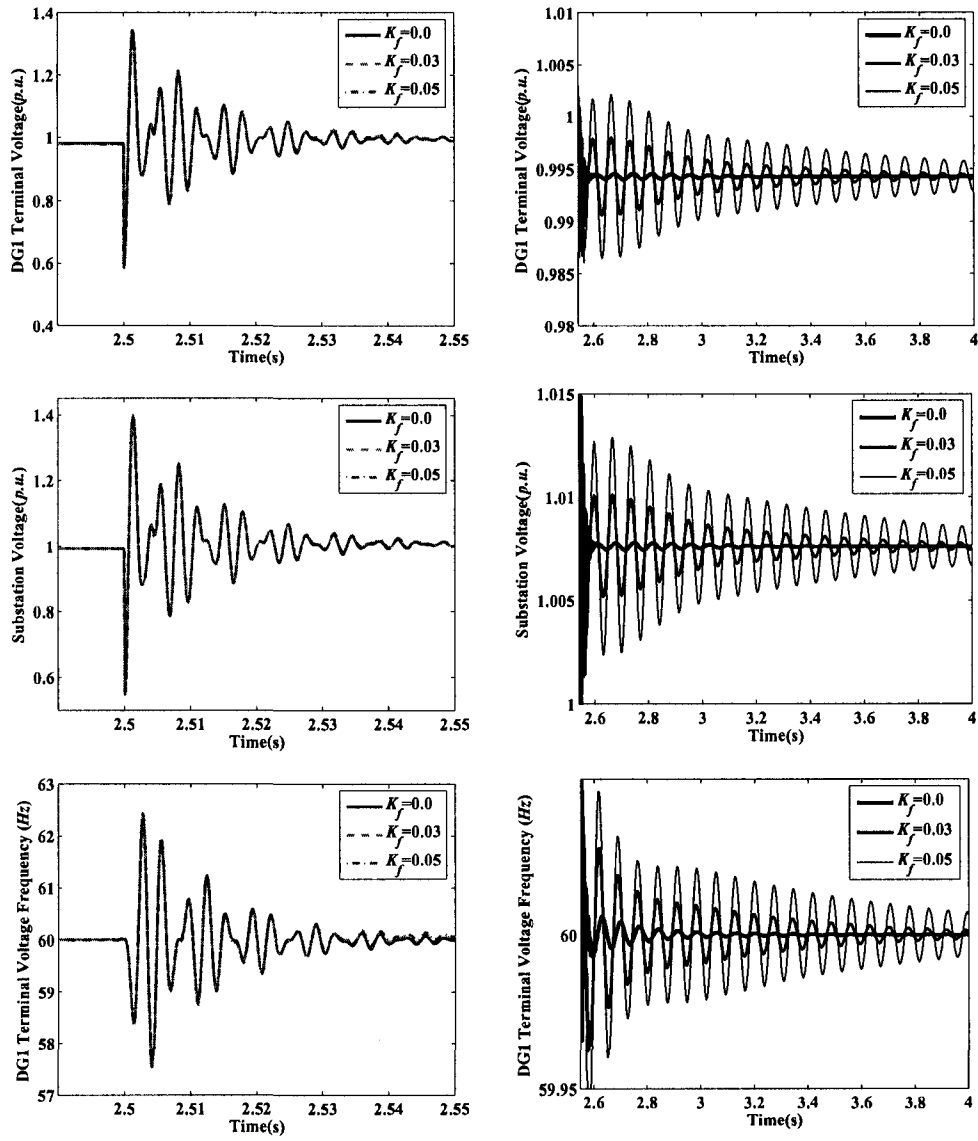 DG1 Terminal Voltage(p.u.)
1.4
1.2
1
0.8
0.6
0.4
K_f=0.0
K_f=0.03
K_f=0.05
2.5 2.51 2.52 2.53 2.54 2.55
Time(s)
DG1 Terminal Voltage(p.u.)
1.01
1.005
1
0.995
0.99
0.985
0.98
K_f=0.0
K_f=0.03
K_f=0.05
2.6 2.8 3 3.2 3.4 3.6 3.8 4
Time(s)
Substation Voltage(p.u.)
1.4
1.2
1
0.8
0.6
K_f=0.0
K_f=0.03
K_f=0.05
2.5 2.51 2.52 2.53 2.54 2.55
Time(s)
Substation Voltage(p.u.)
1.015
1.01
1.005
1
K_f=0.0
K_f=0.03
K_f=0.05
2.6 2.8 3 3.2 3.4 3.6 3.8 4
Time(s)
DG1 Terminal Voltage Frequency (Hz)
63
62
61
60
59
58
57
K_f=0.0
K_f=0.03
K_f=0.05
2.5 2.51 2.52 2.53 2.54 2.55
Time(s)
DG1 Terminal Voltage Frequency (Hz)
60
59.95
K_f=0.0
K_f=0.03
K_f=0.05
2.6 2.8 3 3.2 3.4 3.6 3.8 4
Time(s)